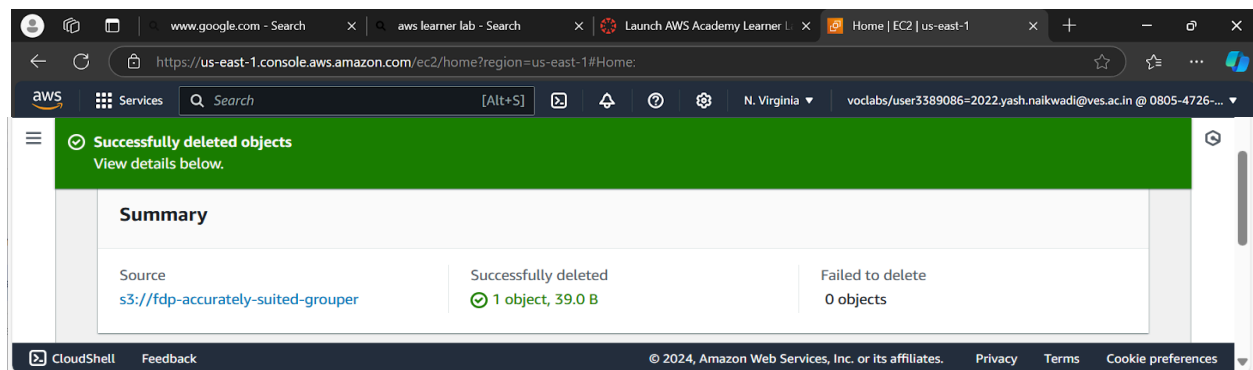 www.google.com - Search
aws learner lab - Search
Launch AWS Academy Learner L
Home | EC2 | us-east-1
https://us-east-1.console.aws.amazon.com/ec2/home?region=us-east-1#Home:
aws Services Search [Alt+S] N. Virginia voclabs/user3389086=2022.yash.naikwadi@ves.ac.in @ 0805-4726-...
Successfully deleted objects
View details below.
Summary
Source Successfully deleted Failed to delete
s3://fdp-accurately-suited-grouper 1 object, 39.0 B 0 objects
CloudShell Feedback © 2024, Amazon Web Services, Inc. or its affiliates. Privacy Terms Cookie preferences